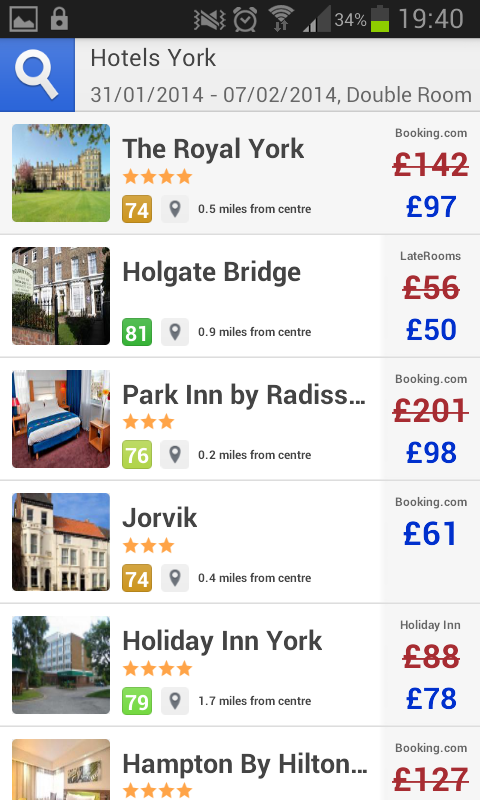 34% 19:40
Hotels York
31/01/2014 - 07/02/2014, Double Room
The Royal York
Booking.com
£142
£97
74
0.5 miles from centre
Holgate Bridge
LateRooms
£56
£50
81
0.9 miles from centre
Park Inn by Radiss...
Booking.com
£201
£98
76
0.2 miles from centre
Jorvik
Booking.com
£61
74
0.4 miles from centre
Holiday Inn York
Holiday Inn
£88
£78
79
1.7 miles from centre
Hampton By Hilton...
Booking.com
£127